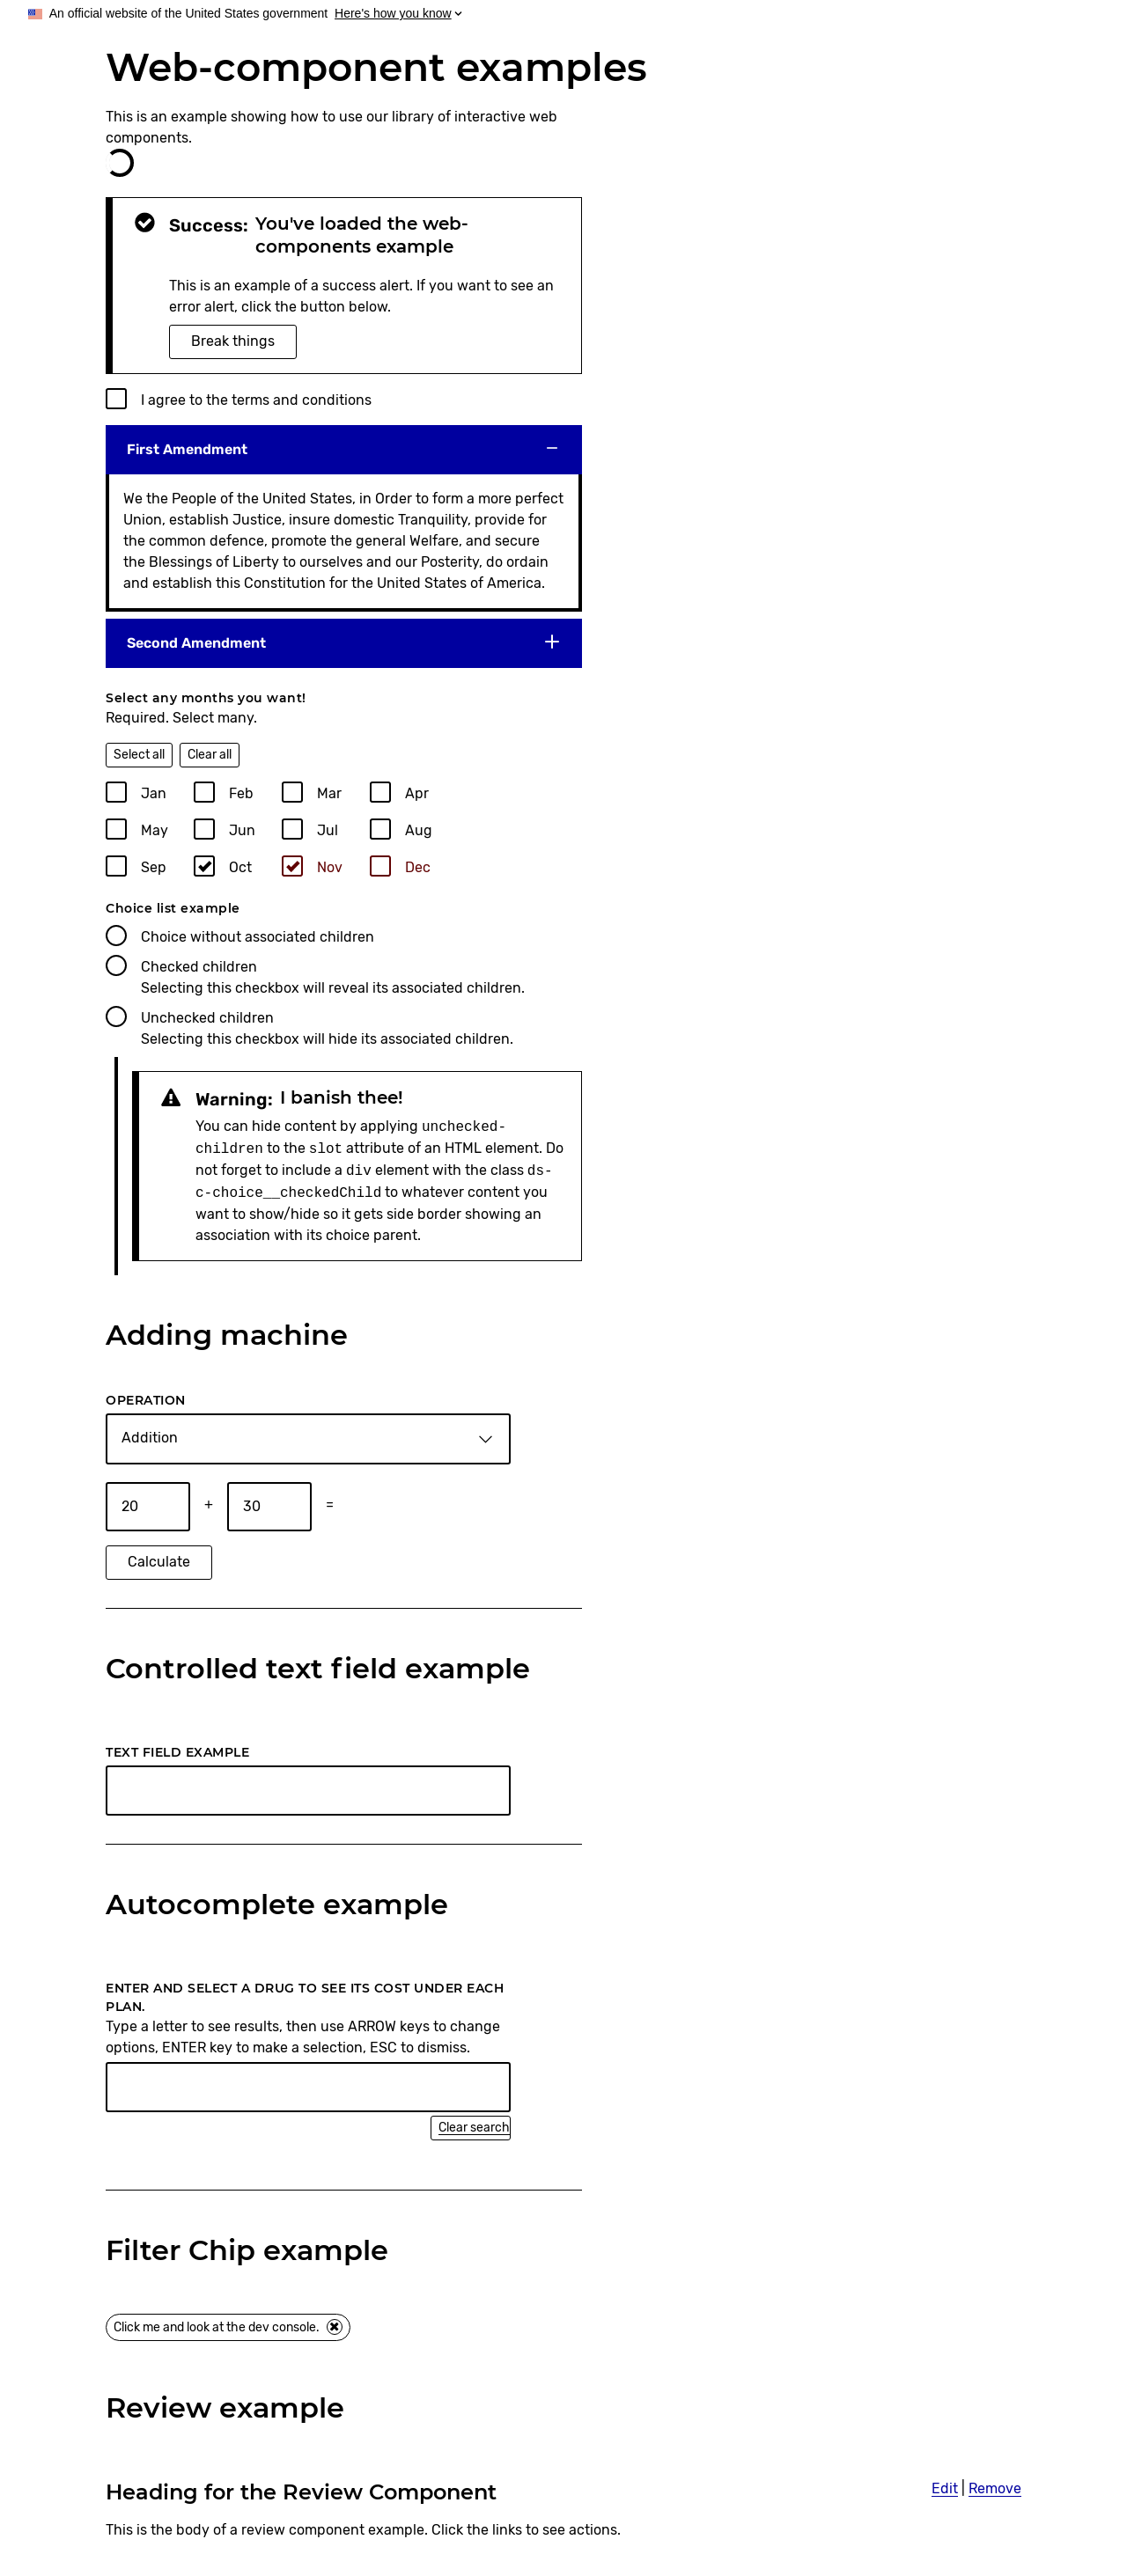 An official website of the United States government Here's how you know
Web-component examples
This is an example showing how to use our library of interactive web
components.
Success: You've loaded the web-
components example
This is an example of a success alert. If you want to see an
error alert, click the button below.
Break things
I agree to the terms and conditions
First Amendment
We the People of the United States, in Order to form a more perfect
Union, establish Justice, insure domestic Tranquility, provide for
the common defence, promote the general Welfare, and secure
the Blessings of Liberty to ourselves and our Posterity, do ordain
and establish this Constitution for the United States of America.
Second Amendment
Select any months you want!
Required. Select many.
Select all Clear all
Jan Feb Mar Apr
May Jun Jul Aug
Sep Oct Nov Dec
Choice list example
Choice without associated children
Checked children
Selecting this checkbox will reveal its associated children.
Unchecked children
Selecting this checkbox will hide its associated children.
Warning: I banish thee!
You can hide content by applying unchecked-
children to the slot attribute of an HTML element. Do
not forget to include a div element with the class ds-
c-choice__checkedChild to whatever content you
want to show/hide so it gets side border showing an
association with its choice parent.
Adding machine
OPERATION
Addition
20 + 30 =
Calculate
Controlled text field example
TEXT FIELD EXAMPLE
Autocomplete example
ENTER AND SELECT A DRUG TO SEE ITS COST UNDER EACH
PLAN.
Type a letter to see results, then use ARROW keys to change
options, ENTER key to make a selection, ESC to dismiss.
Clear search
Filter Chip example
Click me and look at the dev console.
Review example
Heading for the Review Component
Edit | Remove
This is the body of a review component example. Click the links to see actions.